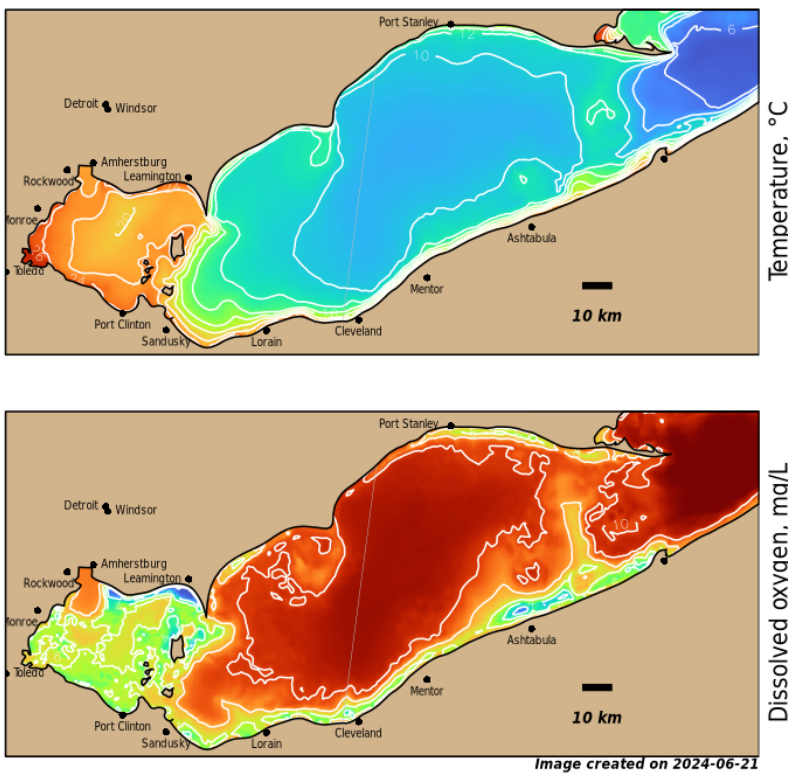 Port Stanley
12
10
6
Detroit
Windsor
Amherstburg
Rockwood
Leamington
Monroe
20
Toledo
24
Ashtabula
Mentor
Port Clinton
Sandusky
Lorain
Cleveland
10 km
Temperature, °C
Port Stanley
Detroit
Windsor
10
Amherstburg
Rockwood
Leamington
Monroe
Toledo
Ashtabula
Mentor
Port Clinton
Sandusky
Lorain
Cleveland
10 km
Dissolved oxygen, mg/L
Image created on 2024-06-21